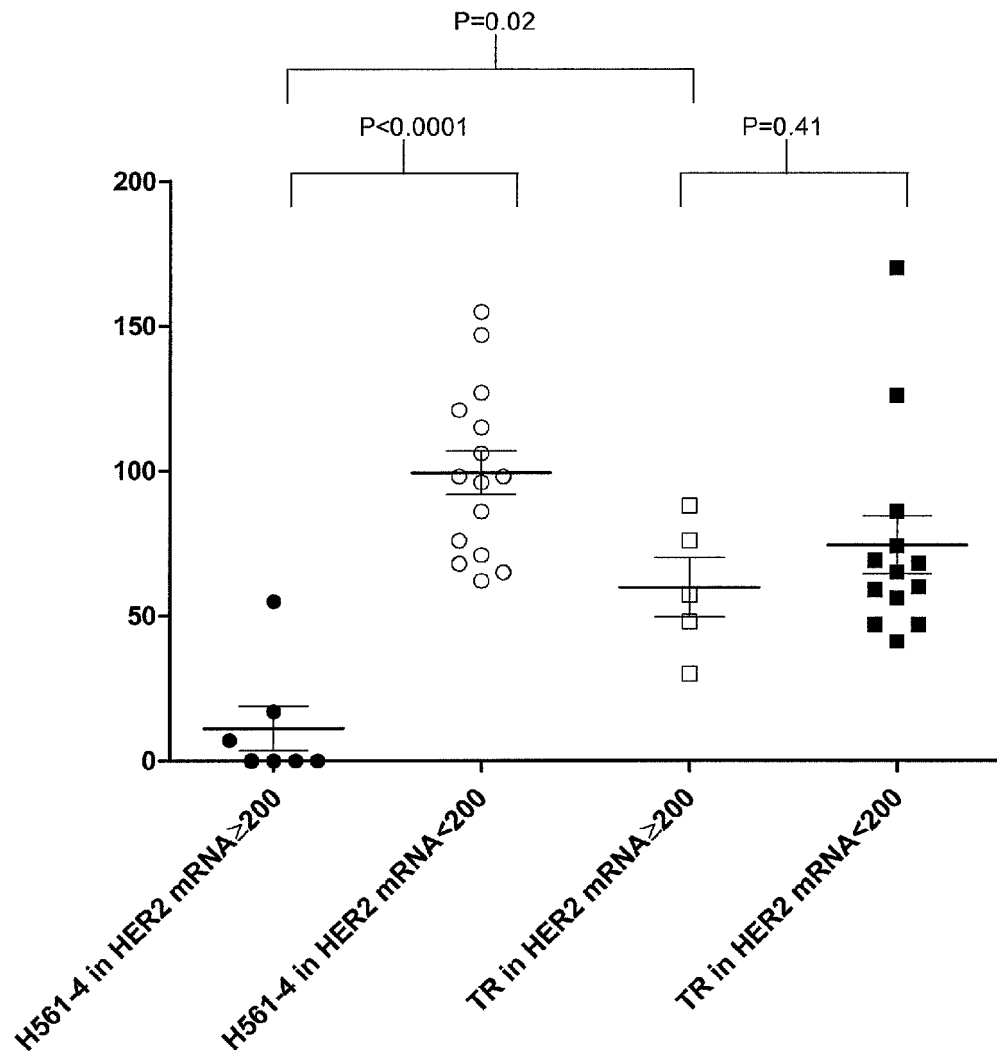 P=0.02
P<0.0001
P=0.41
200
150
100
50
0
H561-4 in HER2 mRNA≥200
H561-4 in HER2 mRNA<200
TR in HER2 mRNA≥200
TR in HER2 mRNA<200